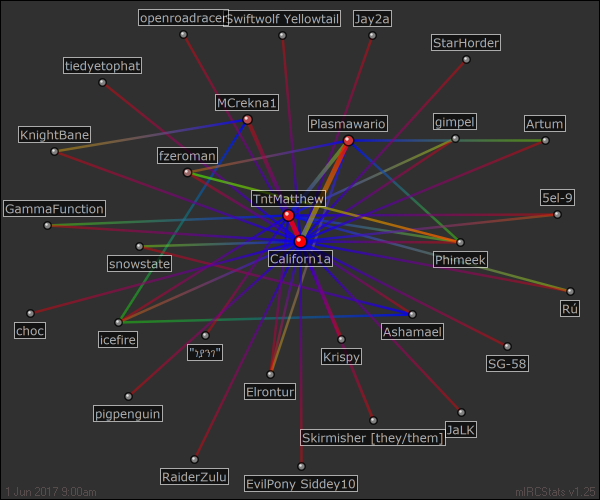 openroadracer
Swiftwolf Yellowtail
Jay2a
StarHorder
tiedyetophat
MCrekna1
Plasmawario
gimpel
Artum
KnightBane
fzeroman
TntMatthew
5el-9
GammaFunction
Californ1a
Phimeek
snowstate
Rú
choc
icefire
Ashamael
Krispy
SG-58
Elrontur
pigpenguin
JaLK
Skirmisher [they/them]
RaiderZulu
EvilPony Siddey10
1 Jun 2017 9:00am
mIRCStats v1.25